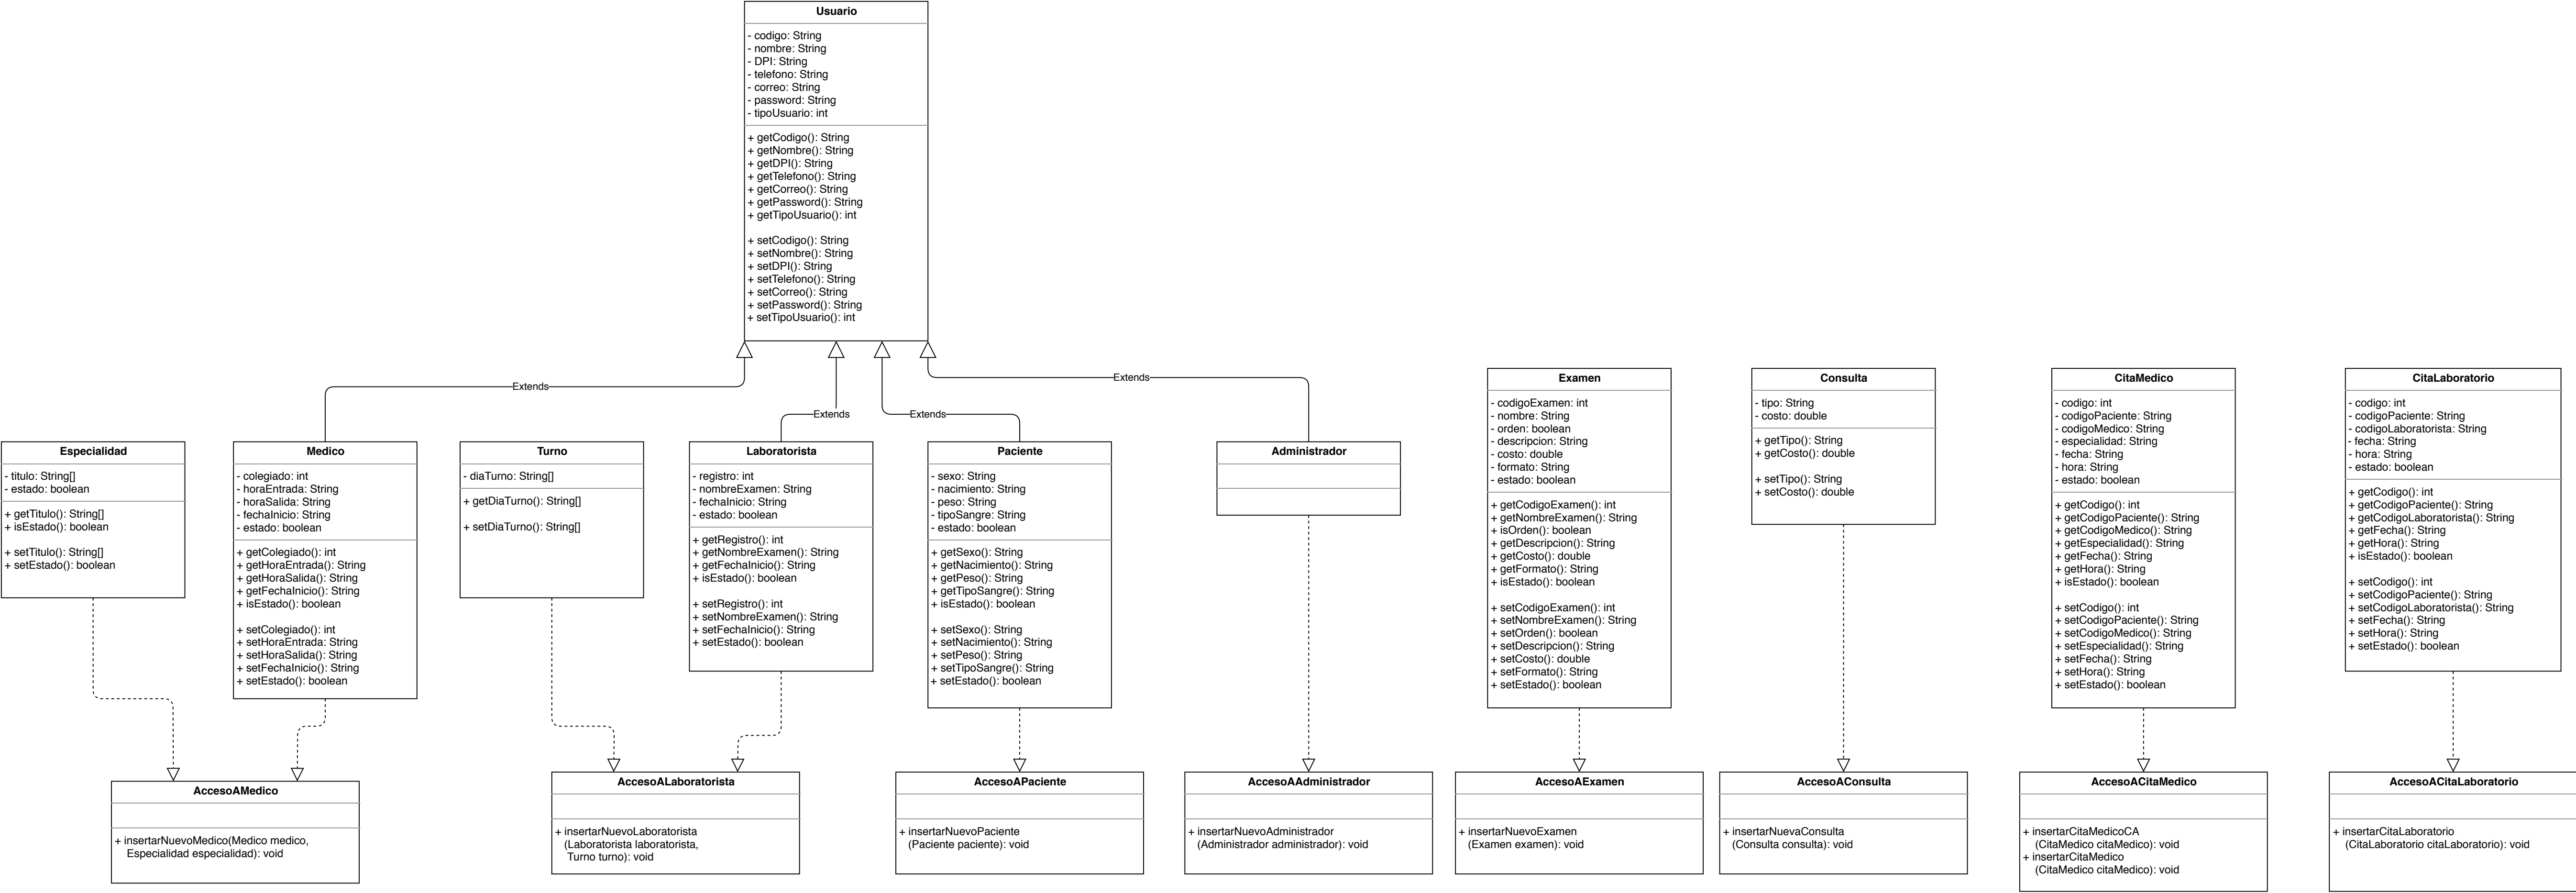 Usuario
- codigo: String
- nombre: String
- DPI: String
- telefono: String
- correo: String
- password: String
- tipoUsuario: int
+ getCodigo(): String
+ getNombre(): String
+ getDPI(): String
+ getTelefono(): String
+ getCorreo(): String
+ getPassword(): String
+ getTipoUsuario(): int
+ setCodigo(): String
+ setNombre(): String
+ setDPI(): String
+ setTelefono(): String
+ setCorreo(): String
+ setPassword(): String
+ setTipoUsuario(): int
Extends
Extends
Extends
Extends
Especialidad
- titulo: String[]
- estado: boolean
+ getTitulo(): String[]
+ isEstado(): boolean
+ setTitulo(): String[]
+ setEstado(): boolean
Medico
- colegiado: int
- horaEntrada: String
- horaSalida: String
- fechaInicio: String
- estado: boolean
+ getColegiado(): int
+ getHoraEntrada: String
+ getHoraSalida(): String
+ getFechaInicio(): String
+ isEstado(): boolean
+ setColegiado(): int
+ setHoraEntrada: String
+ setHoraSalida(): String
+ setFechaInicio(): String
+ setEstado(): boolean
Turno
- diaTurno: String[]
+ getDiaTurno(): String[]
+ setDiaTurno(): String[]
Laboratorista
- registro: int
- nombreExamen: String
- fechaInicio: String
- estado: boolean
+ getRegistro(): int
+ getNombreExamen(): String
+ getFechaInicio(): String
+ isEstado(): boolean
+ setRegistro(): int
+ setNombreExamen(): String
+ setFechaInicio(): String
+ setEstado(): boolean
Paciente
- sexo: String
- nacimiento: String
- peso: String
- tipoSangre: String
- estado: boolean
+ getSexo(): String
+ getNacimiento(): String
+ getPeso(): String
+ getTipoSangre(): String
+ isEstado(): boolean
+ setSexo(): String
+ setNacimiento(): String
+ setPeso(): String
+ setTipoSangre(): String
+ setEstado(): boolean
Administrador
Examen
- codigoExamen: int
- nombre: String
- orden: boolean
- descripcion: String
- costo: double
- formato: String
- estado: boolean
+ getCodigoExamen(): int
+ getNombreExamen(): String
+ isOrden(): boolean
+ getDescripcion(): String
+ getCosto(): double
+ getFormato(): String
+ isEstado(): boolean
+ setCodigoExamen(): int
+ setNombreExamen(): String
+ setOrden(): boolean
+ setDescripcion(): String
+ setCosto(): double
+ setFormato(): String
+ setEstado(): boolean
Consulta
- tipo: String
- costo: double
+ getTipo(): String
+ getCosto(): double
+ setTipo(): String
+ setCosto(): double
CitaMedico
- codigo: int
- codigoPaciente: String
- codigoMedico: String
- especialidad: String
- fecha: String
- hora: String
- estado: boolean
+ getCodigo(): int
+ getCodigoPaciente(): String
+ getCodigoMedico(): String
+ getEspecialidad(): String
+ getFecha(): String
+ getHora(): String
+ isEstado(): boolean
+ setCodigo(): int
+ setCodigoPaciente(): String
+ setCodigoMedico(): String
+ setEspecialidad(): String
+ setFecha(): String
+ setHora(): String
+ setEstado(): boolean
CitaLaboratorio
- codigo: int
- codigoPaciente: String
- codigoLaboratorista: String
- fecha: String
- hora: String
- estado: boolean
+ getCodigo(): int
+ getCodigoPaciente(): String
+ getCodigoLaboratorista(): String
+ getFecha(): String
+ getHora(): String
+ isEstado(): boolean
+ setCodigo(): int
+ setCodigoPaciente(): String
+ setCodigoLaboratorista(): String
+ setFecha(): String
+ setHora(): String
+ setEstado(): boolean
AccesoAMedico
+ insertarNuevoMedico(Medico medico,
Especialidad especialidad): void
AccesoALaboratorista
+ insertarNuevoLaboratorista
(Laboratorista laboratorista,
Turno turno): void
AccesoAPaciente
+ insertarNuevoPaciente
(Paciente paciente): void
AccesoAAdministrador
+ insertarNuevoAdministrador
(Administrador administrador): void
AccesoAExamen
+ insertarNuevoExamen
(Examen examen): void
AccesoAConsulta
+ insertarNuevaConsulta
(Consulta consulta): void
AccesoACitaMedico
+ insertarCitaMedicoCA
(CitaMedico citaMedico): void
+ insertarCitaMedico
(CitaMedico citaMedico): void
AccesoACitaLaboratorio
+ insertarCitaLaboratorio
(CitaLaboratorio citaLaboratorio): void